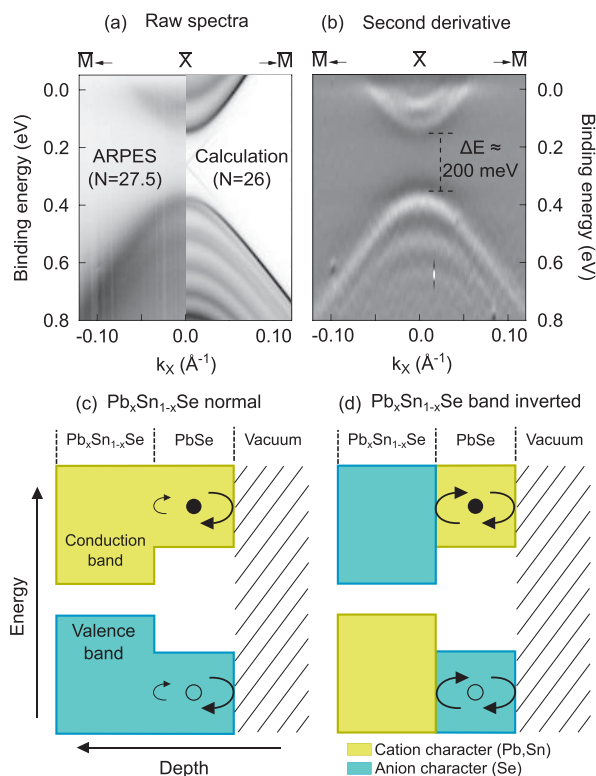 (a) Raw spectra
(b) Second derivative
M̅ ← X̅ → M̅
M̅ ← X̅ → M̅
Binding energy (eV)
0.0
0.2
0.4
0.6
0.8
ARPES
(N=27.5)
Calculation
(N=26)
-0.10 0.0 0.10
kX (Å-1)
ΔE ≈
200 meV
0.0
0.2
0.4
0.6
0.8
Binding energy (eV)
-0.10 0.0 0.10
kX (Å-1)
(c) PbxSn1-xSe normal
PbxSn1-xSe PbSe Vacuum
Conduction
band
Valence
band
Energy
Depth
(d) PbxSn1-xSe band inverted
PbxSn1-xSe PbSe Vacuum
Cation character (Pb,Sn)
Anion character (Se)